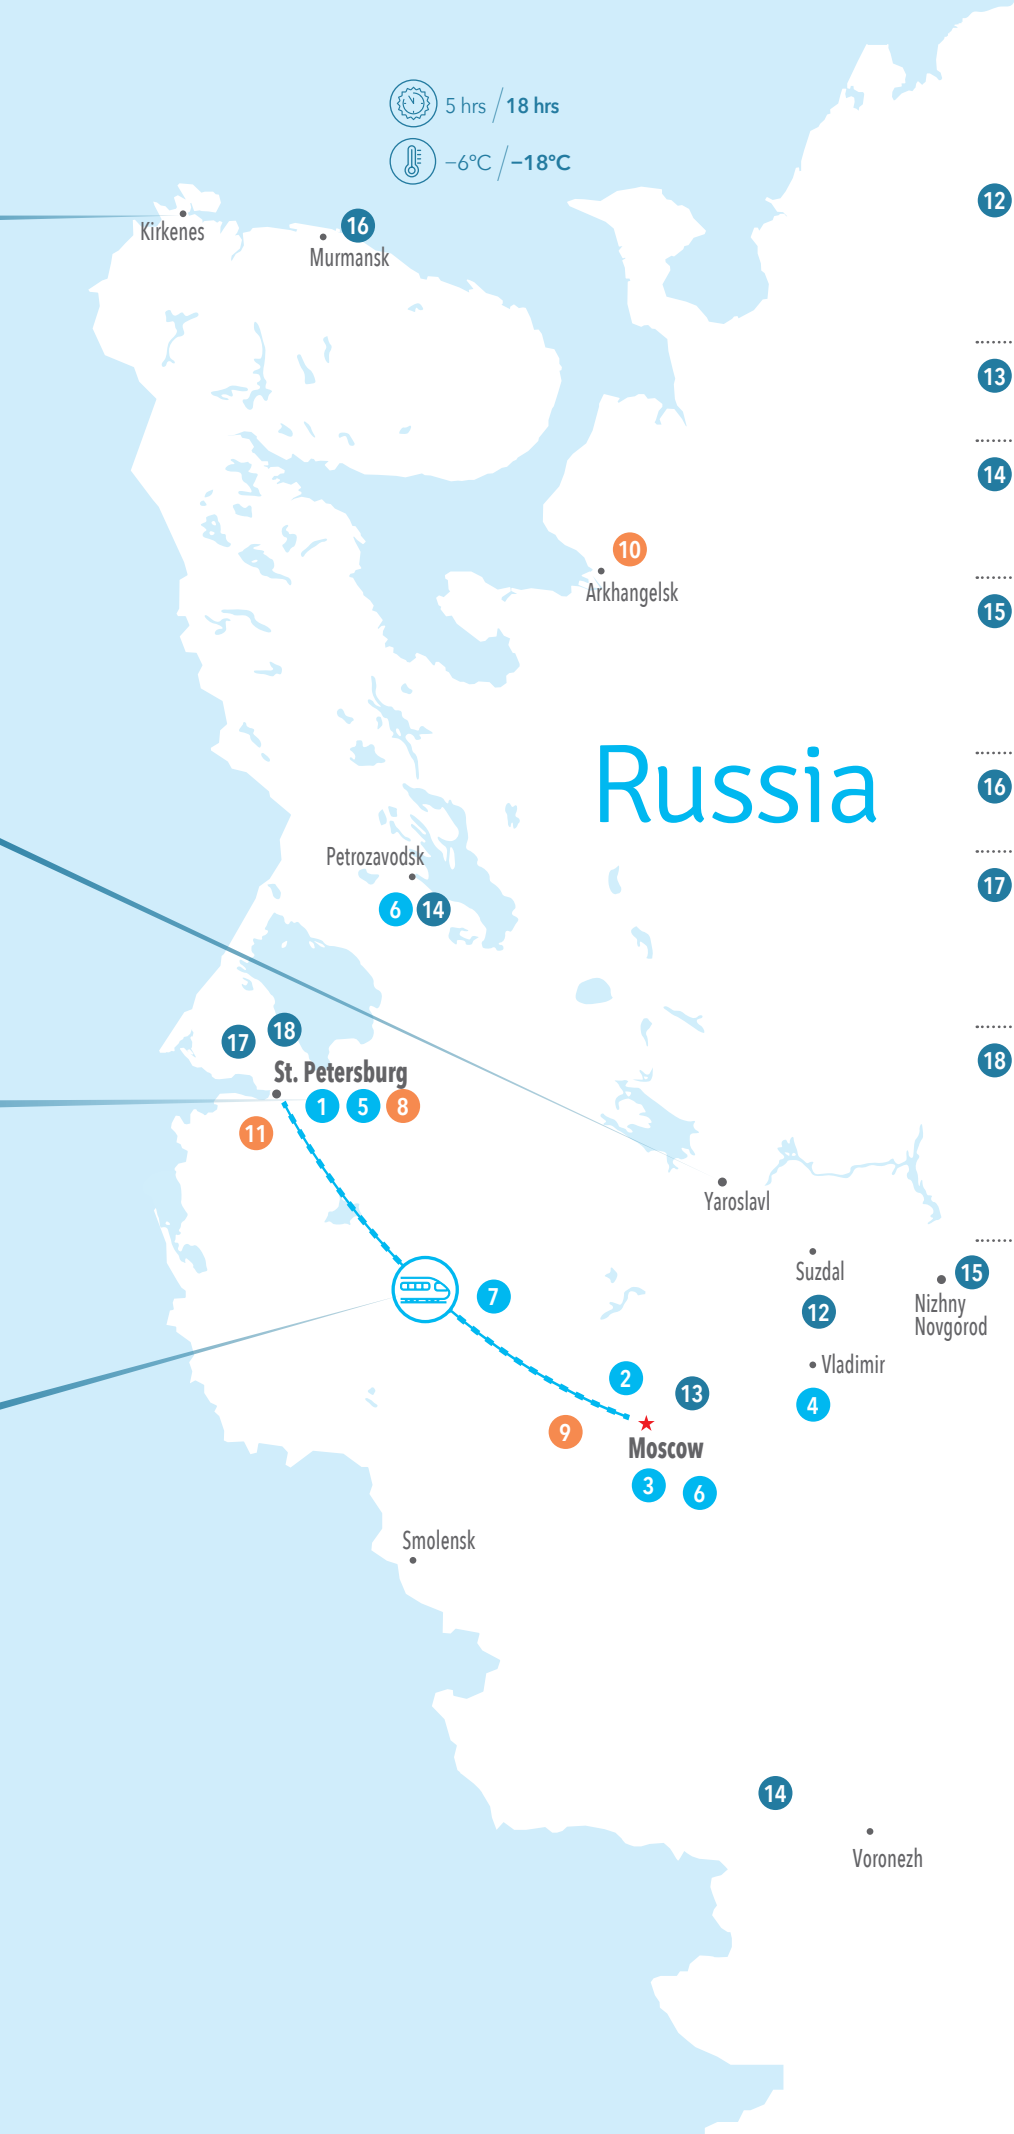 5 hrs / 18 hrs
–6°C / –18°C
12
Kirkenes
16
Murmansk
13
14
10
Arkhangelsk
15
Russia
16
Petrozavodsk
6 14
17
17 18
18
St. Petersburg
1 5 8
11
Yaroslavl
Suzdal
15
Nizhny
Novgorod
12
7
Vladimir
4
2
13
9
Moscow
3 6
Smolensk
14
Voronezh